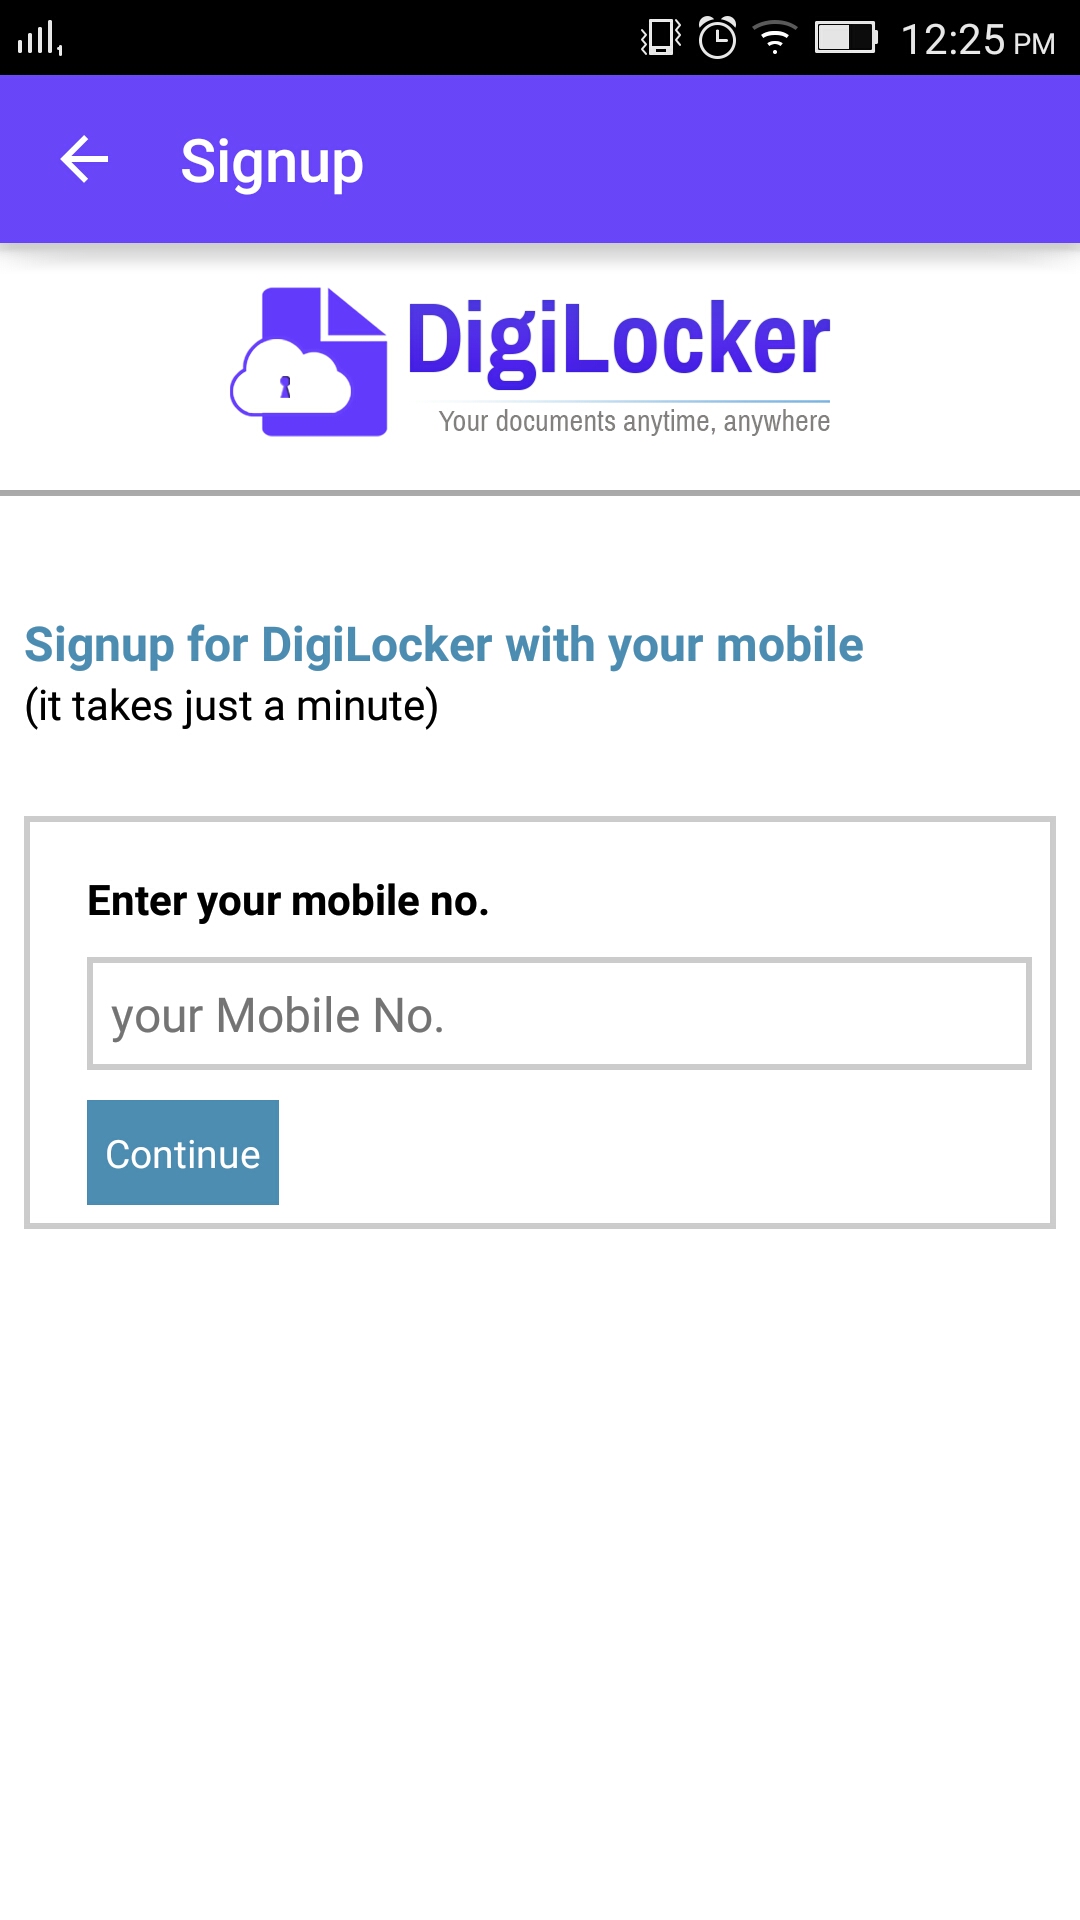 12:25 PM
Signup
DigiLocker
Your documents anytime, anywhere
Signup for DigiLocker with your mobile
(it takes just a minute)
Enter your mobile no.
your Mobile No.
Continue